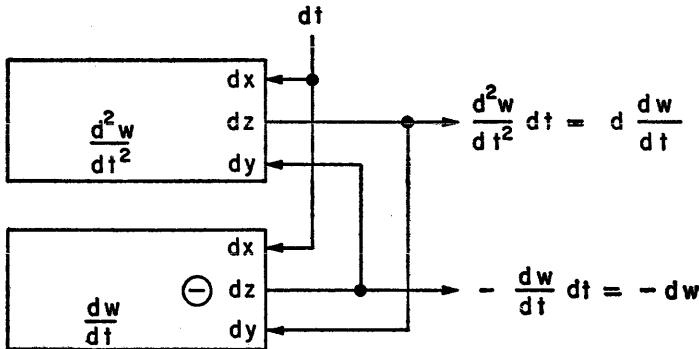 dt
dx
dz
dy
d²w
dt²
d²w/dt² dt = d dw/dt
dx
⊖ dz
dy
dw
dt
- dw/dt dt = - dw